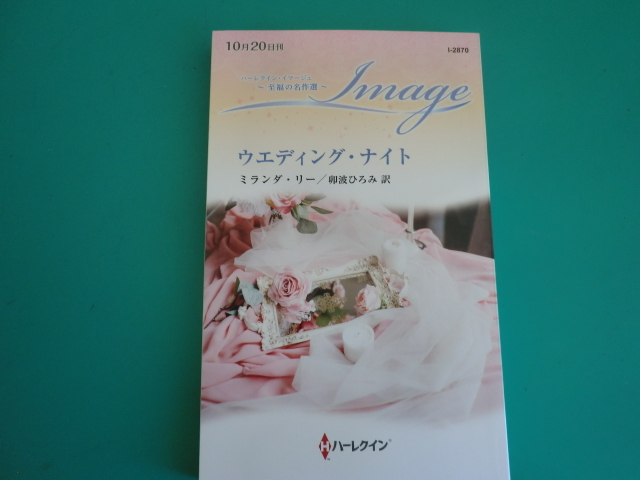 10月20日刊
I-2870
ハーレクイン・イマージュ
～至福の名作選～
Image
ウエディング・ナイト
ミランダ・リー／卯波ひろみ 訳
H ハーレクイン®